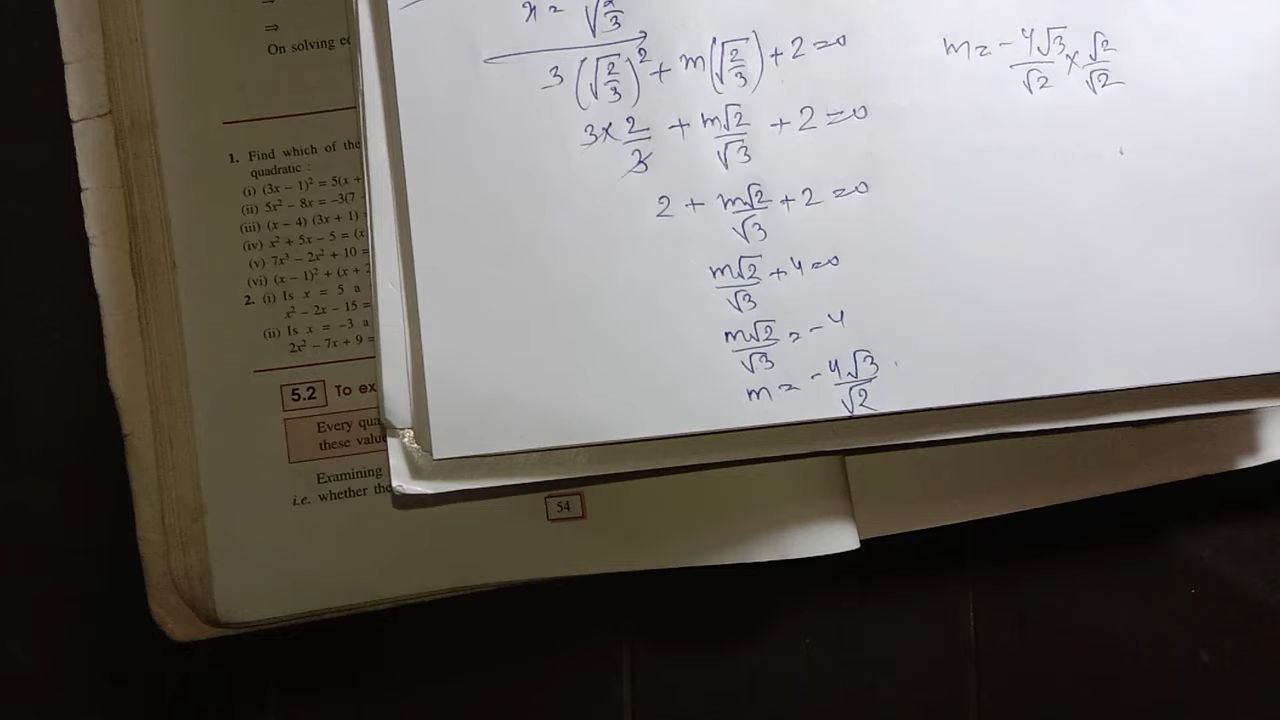 ⇒
On solving
1. Find which of the
quadratic :
(i) (3x − 1)² = 5(x +
(ii) 5x² − 8x = −3(7
(iii) (x − 4) (3x + 1)
(iv) x² + 5x − 5 = (x
(v) 7x³ − 2x² + 10 =
(vi) (x − 1)² + (x +
2. (i) Is x = 5 a
x² − 2x − 15 =
(ii) Is x = −3 a
2x² − 7x + 9 =
5.2 To ex
Every qua
these value
Examining
i.e. whether the
54
x = √2/3
3(√2/3)² + m(√2/3) + 2 = 0
3 × 2/3 + m√2/√3 + 2 = 0
2 + m√2/√3 + 2 = 0
m√2/√3 + 4 = 0
m√2/√3 = -4
m = -4√3/√2
m = -4√3/√2 × √2/√2